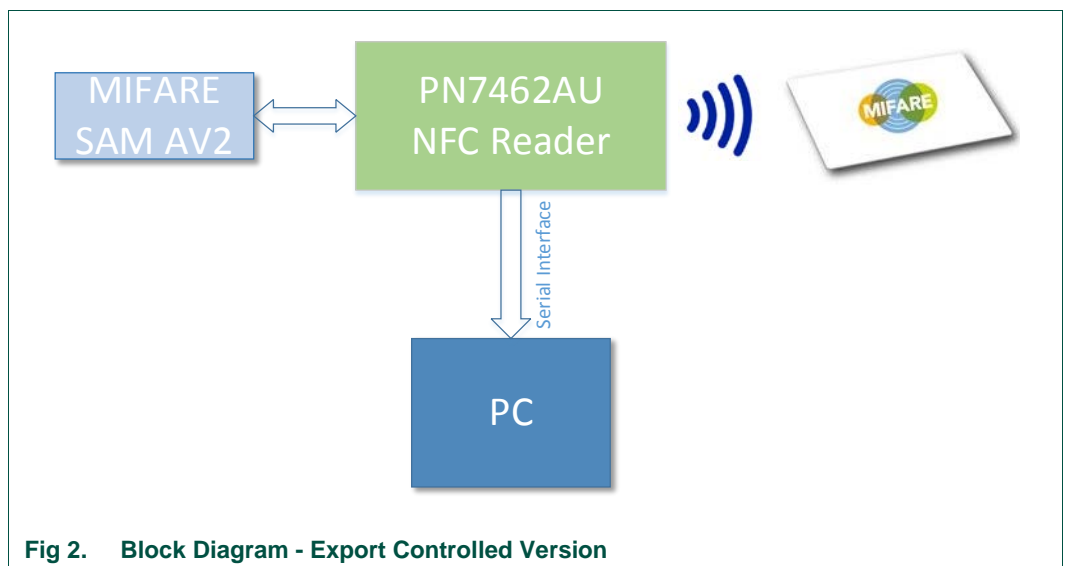 MIFARE
SAM AV2
PN7462AU
NFC Reader
MIFARE
Serial Interface
PC
Fig 2. Block Diagram - Export Controlled Version